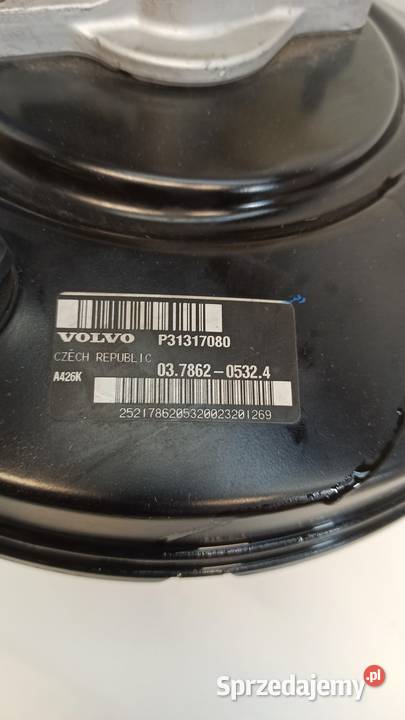 VOLVO P31317080
CZECH REPUBLIC 03.7862-0532.4
A426K
2521786205320023201269
Sprzedajemy.pl